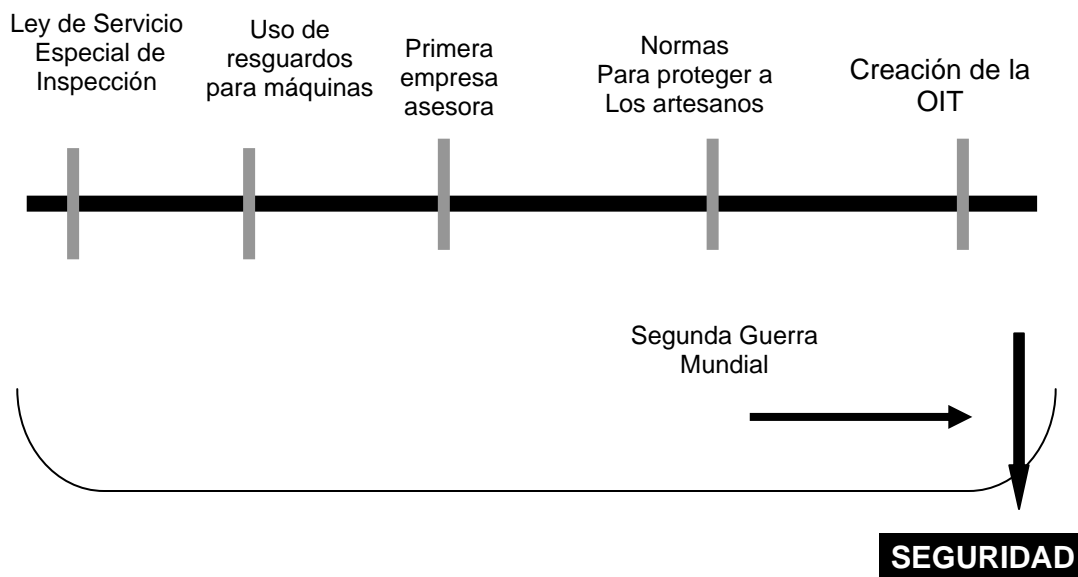 Ley de Servicio
Especial de
Inspección
Uso de
resguardos
para máquinas
Primera
empresa
asesora
Normas
Para proteger a
Los artesanos
Creación de la
OIT
Segunda Guerra
Mundial
SEGURIDAD